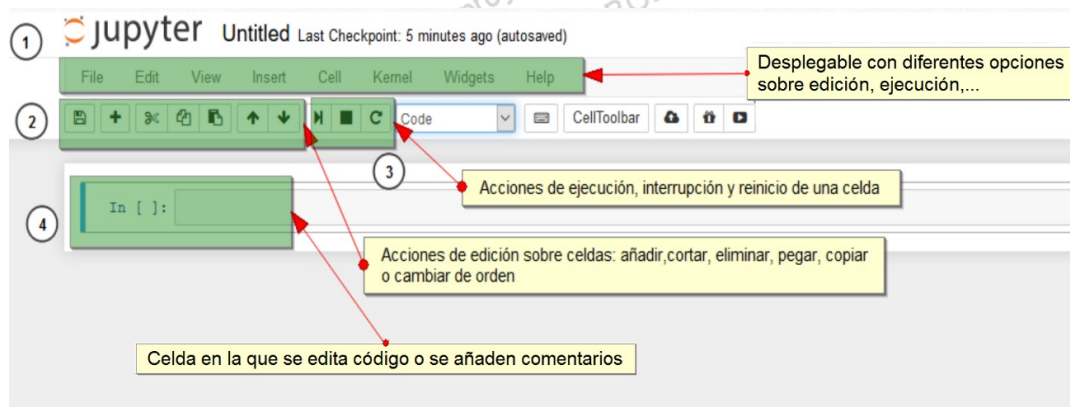 1
jupyter Untitled Last Checkpoint: 5 minutes ago (autosaved)
File Edit View Insert Cell Kernel Widgets Help
Desplegable con diferentes opciones
sobre edición, ejecución,...
2
Code CellToolbar
3
Acciones de ejecución, interrupción y reinicio de una celda
4
In [ ]:
Acciones de edición sobre celdas: añadir,cortar, eliminar, pegar, copiar
o cambiar de orden
Celda en la que se edita código o se añaden comentarios